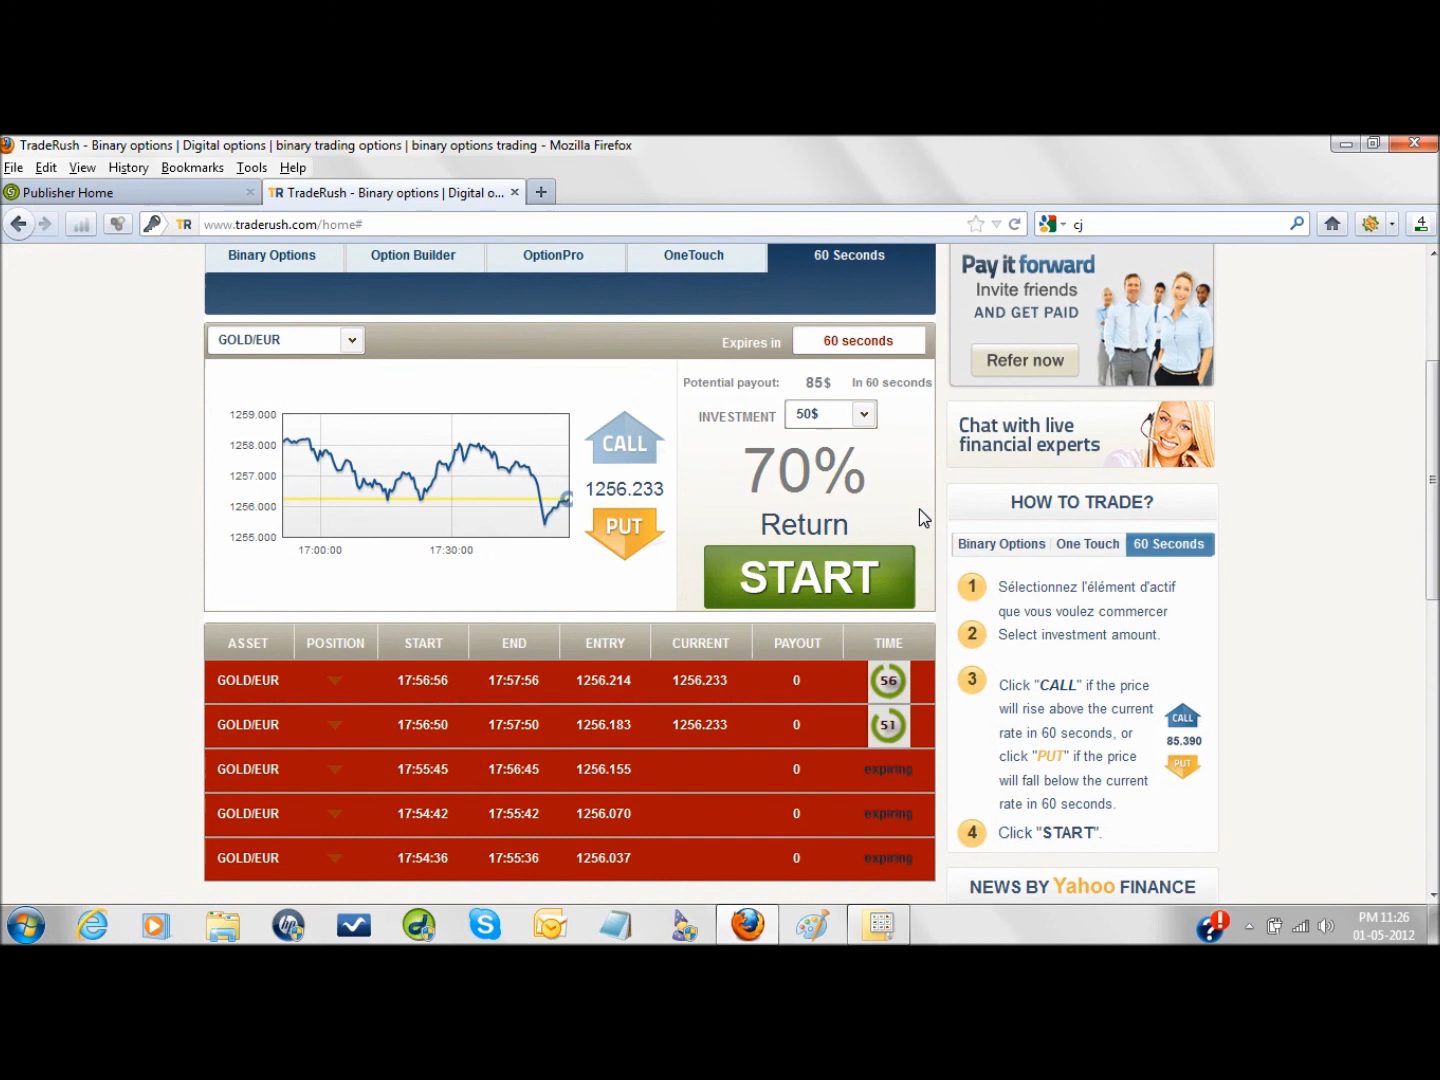 TradeRush - Binary options | Digital options | binary trading options | binary options trading - Mozilla Firefox
File Edit View History Bookmarks Tools Help
Publisher Home
TR TradeRush - Binary options | Digital o...
TR www.traderush.com/home#
cj
4
Binary Options Option Builder OptionPro OneTouch 60 Seconds
GOLD/EUR
Expires in 60 seconds
Potential payout: 85$ In 60 seconds
INVESTMENT 50$
70%
Return
START
1259.000
1258.000
1257.000
1256.000
1255.000
17:00:00 17:30:00
CALL
1256.233
PUT
ASSET POSITION START END ENTRY CURRENT PAYOUT TIME
GOLD/EUR 17:56:56 17:57:56 1256.214 1256.233 0 56
GOLD/EUR 17:56:50 17:57:50 1256.183 1256.233 0 51
GOLD/EUR 17:55:45 17:56:45 1256.155 0 expiring
GOLD/EUR 17:54:42 17:55:42 1256.070 0 expiring
GOLD/EUR 17:54:36 17:55:36 1256.037 0 expiring
Pay it forward
Invite friends
AND GET PAID
Refer now
Chat with live
financial experts
HOW TO TRADE?
Binary Options One Touch 60 Seconds
1 Sélectionnez l'élément d'actif
que vous voulez commercer
2 Select investment amount.
3 Click "CALL" if the price
will rise above the current
rate in 60 seconds, or
click "PUT" if the price
will fall below the current
rate in 60 seconds.
CALL
85.390
PUT
4 Click "START".
NEWS BY Yahoo FINANCE
PM 11:26
01-05-2012